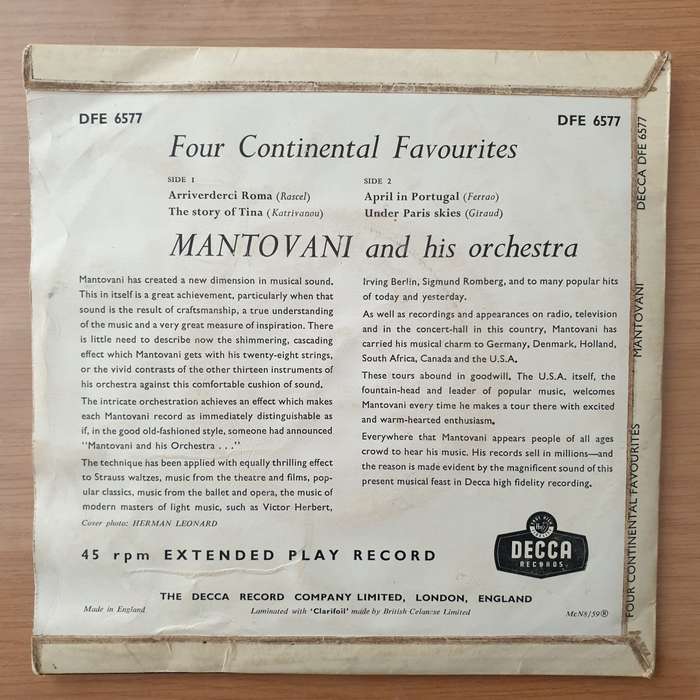 DFE 6577
DFE 6577
Four Continental Favourites
SIDE 1
Arriverderci Roma (Rascel)
The story of Tina (Katrivanou)
SIDE 2
April in Portugal (Ferrao)
Under Paris skies (Giraud)
MANTOVANI and his orchestra
Mantovani has created a new dimension in musical sound.
This in itself is a great achievement, particularly when that
sound is the result of craftsmanship, a true understanding
of the music and a very great measure of inspiration. There
is little need to describe now the shimmering, cascading
effect which Mantovani gets with his twenty-eight strings,
or the vivid contrasts of the other thirteen instruments of
his orchestra against this comfortable cushion of sound.
The intricate orchestration achieves an effect which makes
each Mantovani record as immediately distinguishable as
if, in the good old-fashioned style, someone had announced
"Mantovani and his Orchestra . . ."
The technique has been applied with equally thrilling effect
to Strauss waltzes, music from the theatre and films, pop-
ular classics, music from the ballet and opera, the music of
modern masters of light music, such as Victor Herbert,
Cover photo: HERMAN LEONARD
Irving Berlin, Sigmund Romberg, and to many popular hits
of today and yesterday.
As well as recordings and appearances on radio, television
and in the concert-hall in this country, Mantovani has
carried his musical charm to Germany, Denmark, Holland,
South Africa, Canada and the U.S.A.
These tours abound in goodwill. The U.S.A. itself, the
fountain-head and leader of popular music, welcomes
Mantovani every time he makes a tour there with excited
and warm-hearted enthusiasm.
Everywhere that Mantovani appears people of all ages
crowd to hear his music. His records sell in millions—and
the reason is made evident by the magnificent sound of this
present musical feast in Decca high fidelity recording.
45 rpm EXTENDED PLAY RECORD
DECCA
RECORDS
THE DECCA RECORD COMPANY LIMITED, LONDON, ENGLAND
Made in England
Laminated with 'Clarifoil' made by British Celanese Limited
McN8/59®
FOUR CONTINENTAL FAVOURITES
MANTOVANI
DECCA DFE 6577